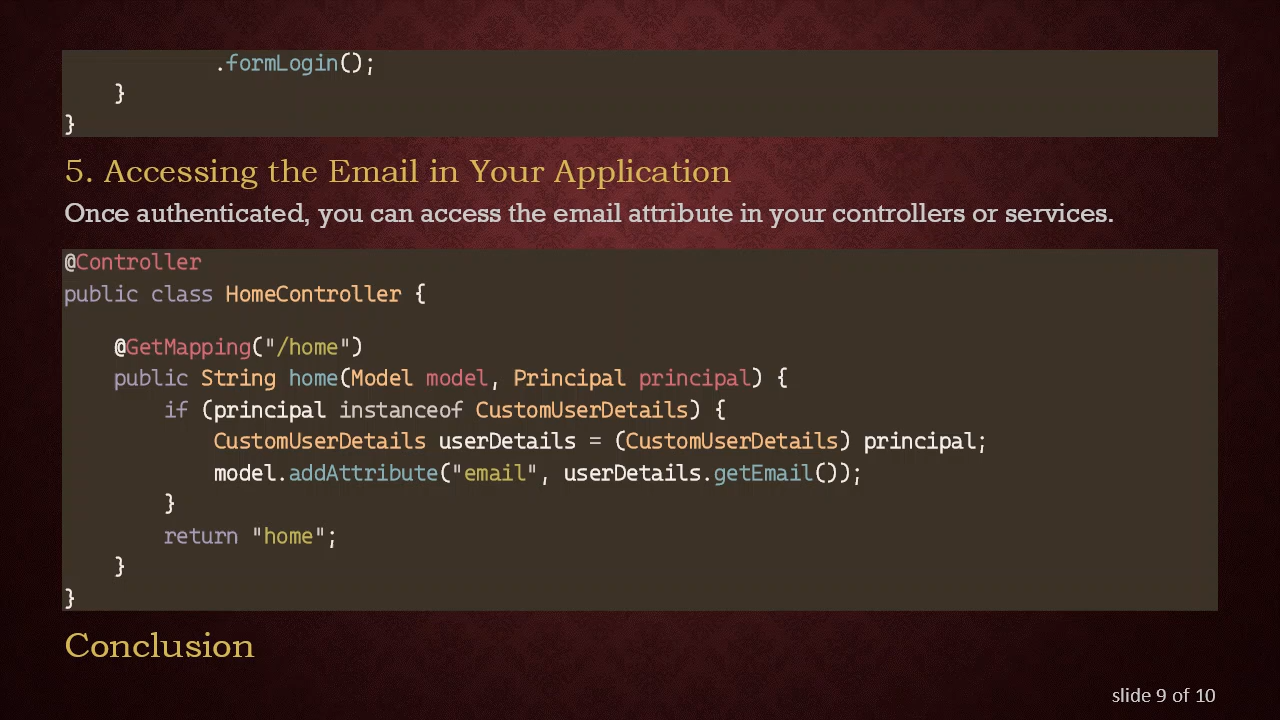 .formLogin();
    }
}
5. Accessing the Email in Your Application
Once authenticated, you can access the email attribute in your controllers or services.
@Controller
public class HomeController {
    @GetMapping("/home")
    public String home(Model model, Principal principal) {
        if (principal instanceof CustomUserDetails) {
            CustomUserDetails userDetails = (CustomUserDetails) principal;
            model.addAttribute("email", userDetails.getEmail());
        }
        return "home";
    }
}
Conclusion
slide 9 of 10